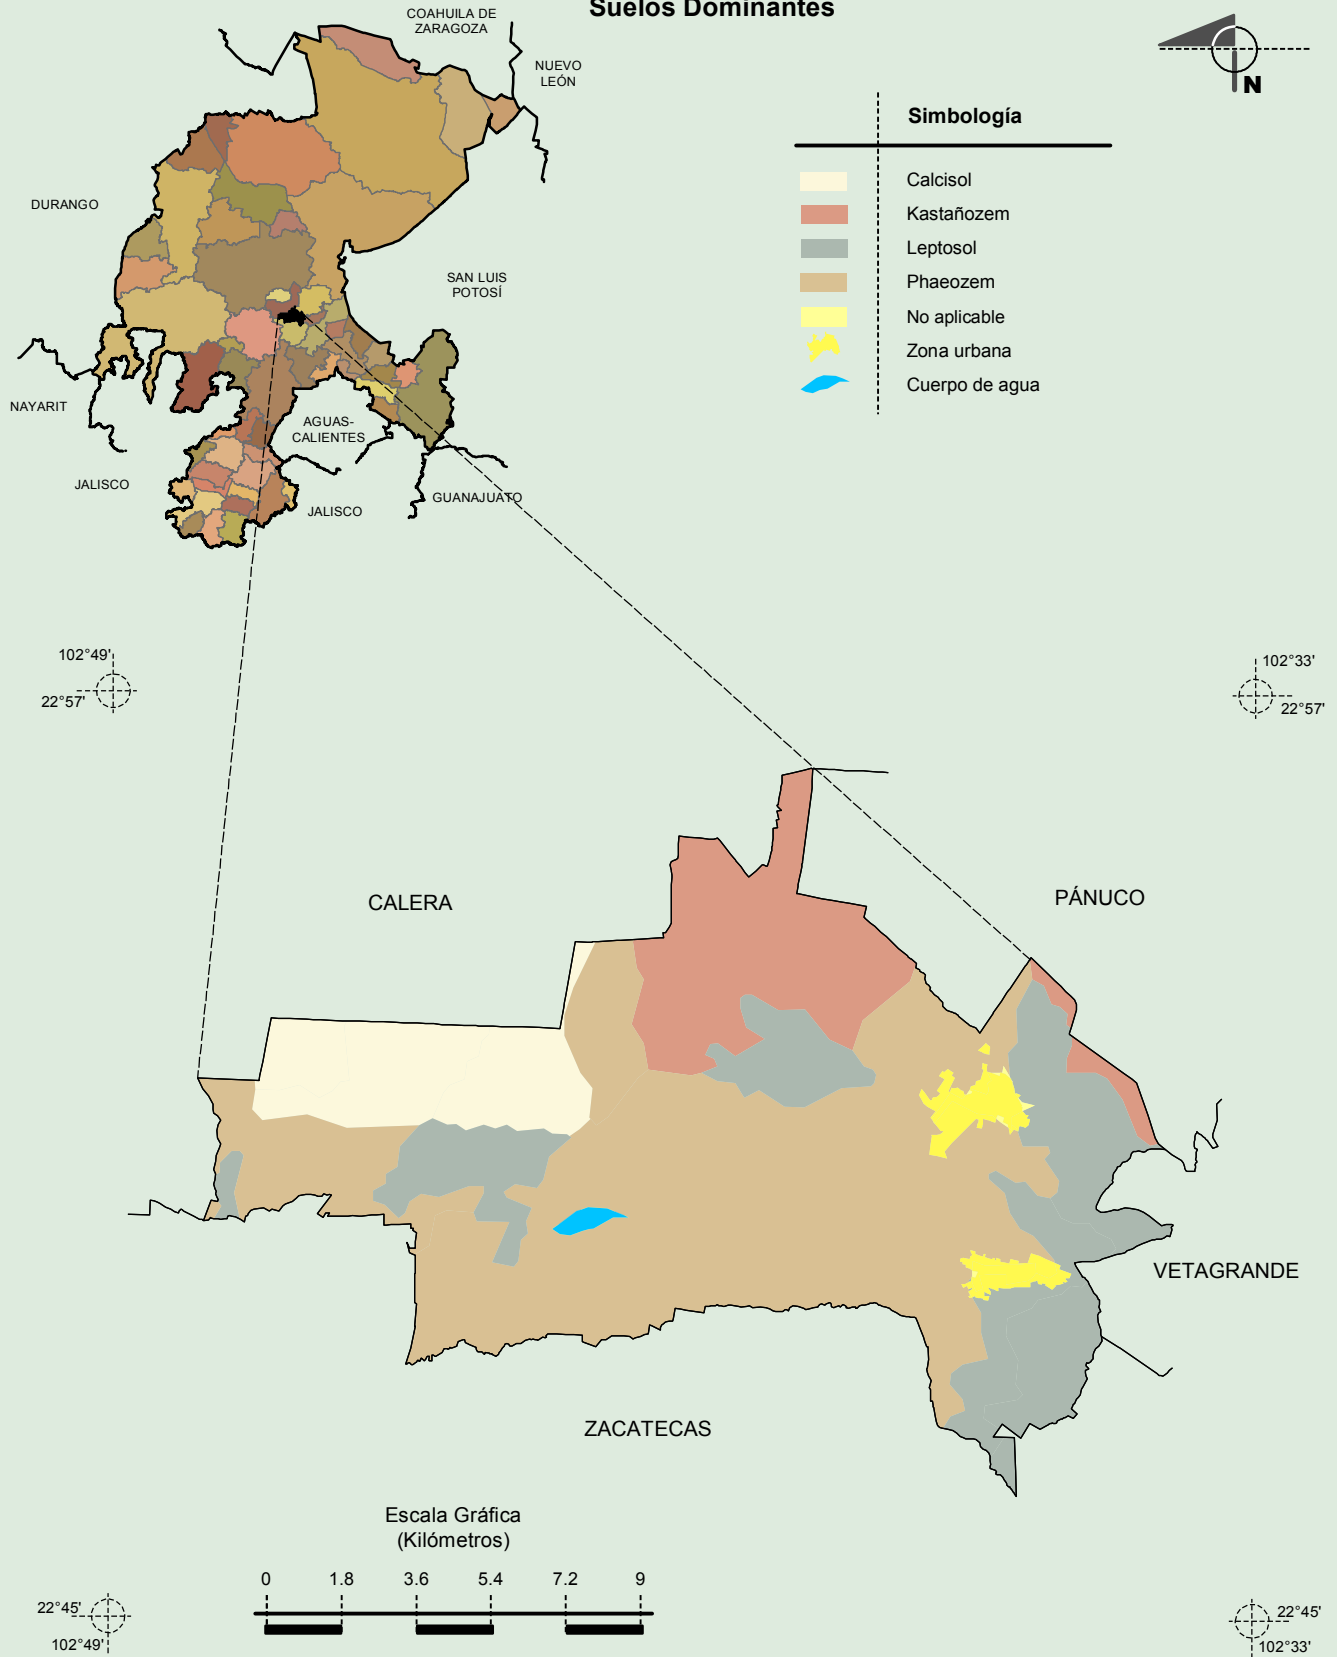 Suelos Dominantes
COAHUILA DE
ZARAGOZA
NUEVO
LEÓN
N
Simbología
Calcisol
Kastañozem
Leptosol
Phaeozem
No aplicable
Zona urbana
Cuerpo de agua
DURANGO
SAN LUIS
POTOSÍ
NAYARIT
AGUAS-
CALIENTES
JALISCO
JALISCO
GUANAJUATO
102°49'
22°57'
102°33'
22°57'
CALERA
PÁNUCO
VETAGRANDE
ZACATECAS
Escala Gráfica
(Kilómetros)
0 1.8 3.6 5.4 7.2 9
22°45'
102°49'
22°45'
102°33'